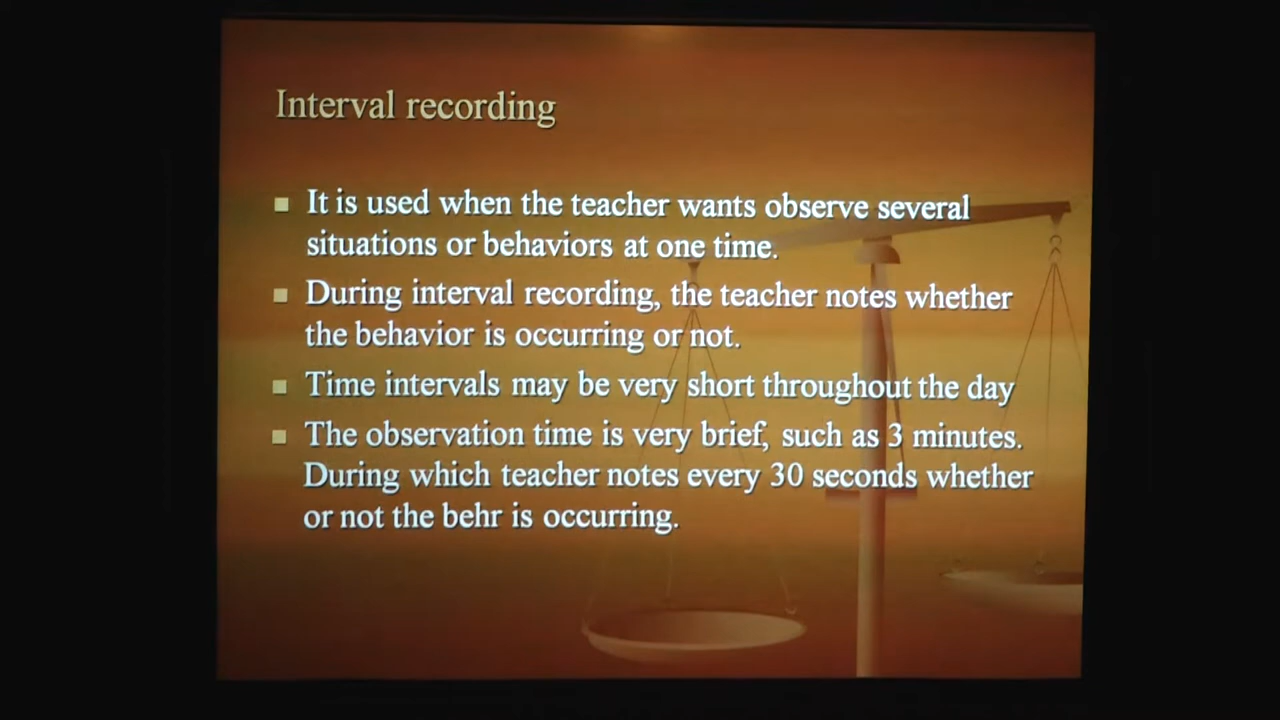 Interval recording
It is used when the teacher wants observe several
situations or behaviors at one time.
During interval recording, the teacher notes whether
the behavior is occurring or not.
Time intervals may be very short throughout the day
The observation time is very brief, such as 3 minutes.
During which teacher notes every 30 seconds whether
or not the behr is occurring.